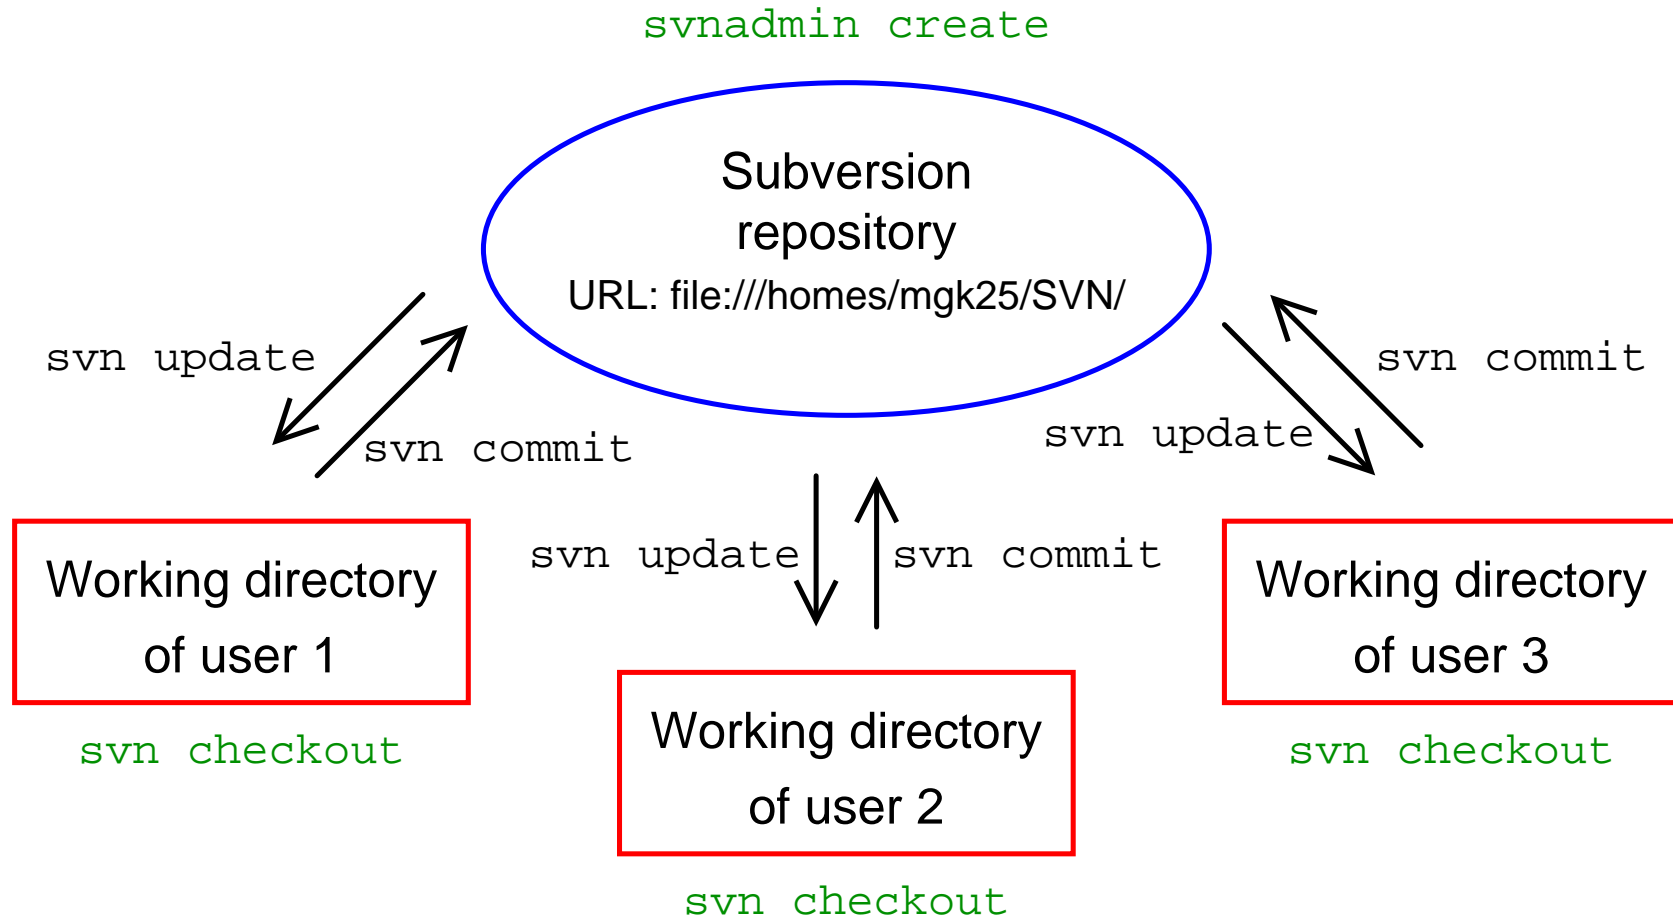 svnadmin create
Subversion
repository
URL: file:///homes/mgk25/SVN/
svn update
svn commit
svn commit
svn update
svn update
svn commit
Working directory
of user 1
Working directory
of user 3
Working directory
of user 2
svn checkout
svn checkout
svn checkout